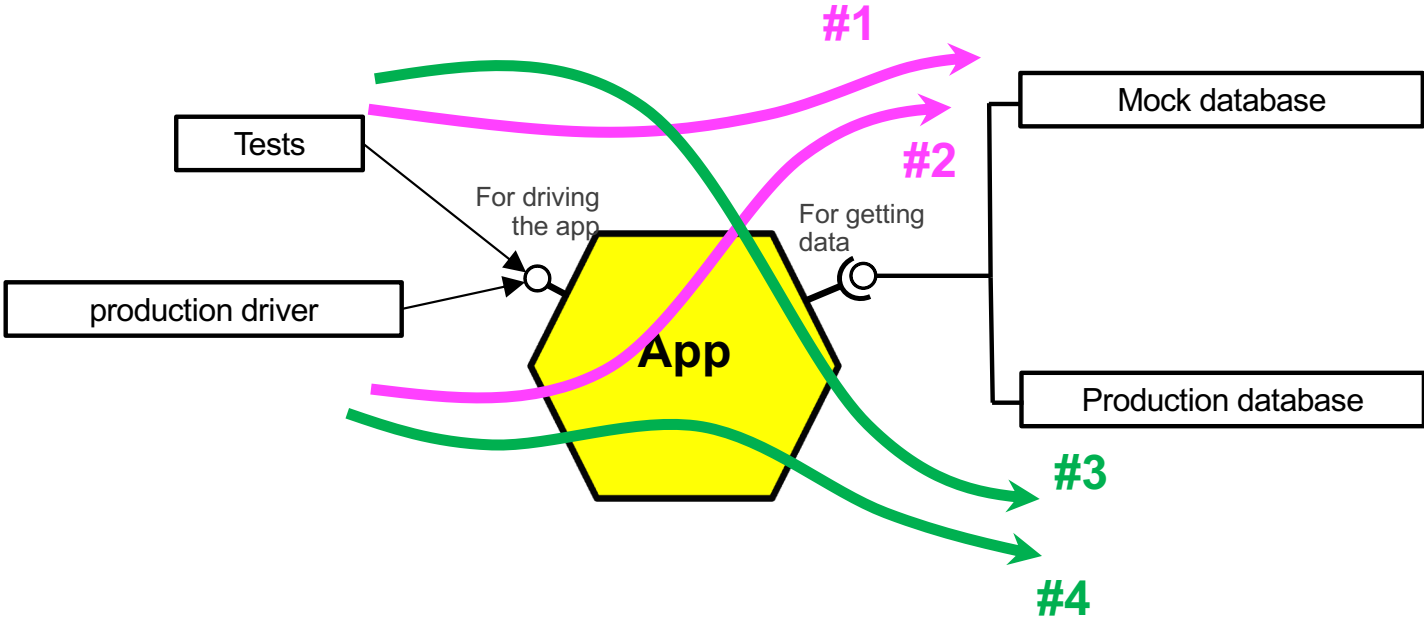 #1
Mock database
Tests
#2
For driving
the app
For getting
data
production driver
App
Production database
#3
#4